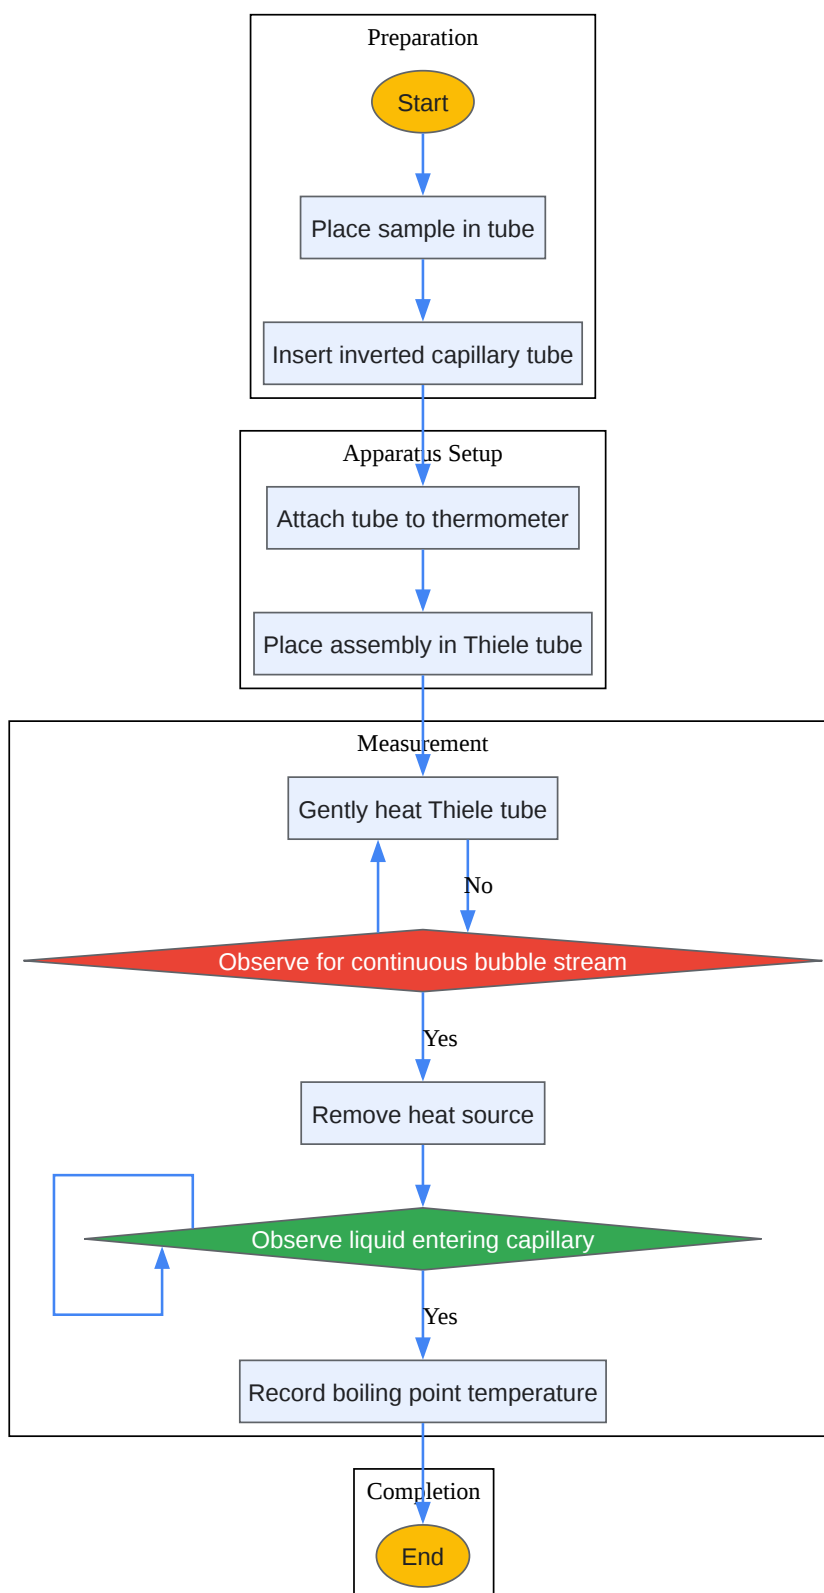 Preparation
Start
Place sample in tube
Insert inverted capillary tube
Apparatus Setup
Attach tube to thermometer
Place assembly in Thiele tube
Measurement
Gently heat Thiele tube
No
Observe for continuous bubble stream
Yes
Remove heat source
Observe liquid entering capillary
Yes
Record boiling point temperature
Completion
End